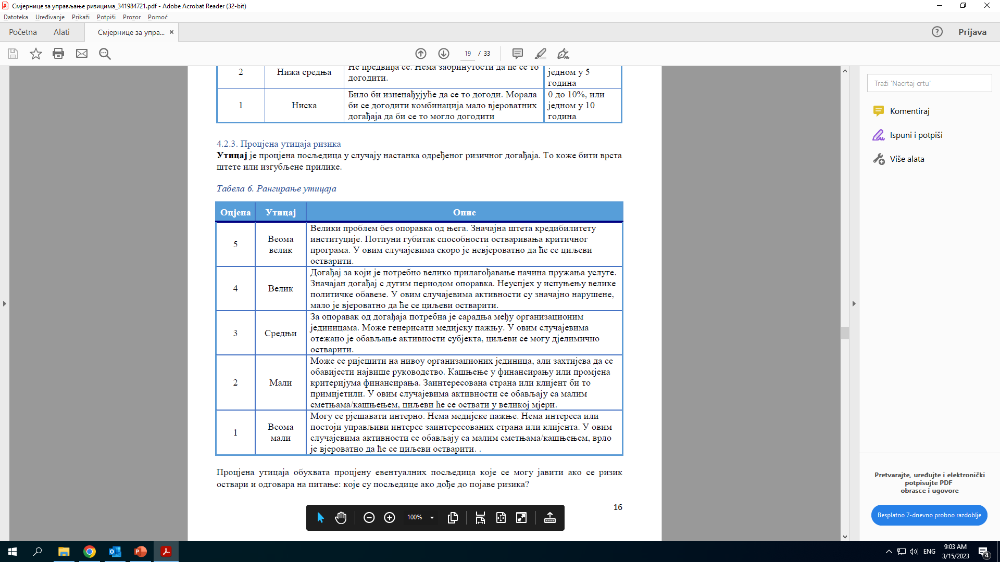 Смјернице за управљање ризицима_341984721.pdf - Adobe Acrobat Reader (32-bit)
Datoteka Uređivanje Prikaži Potpiši Prozor Pomoć
Početna Alati Смјернице за упра... × Prijava
19 / 33
2 Нижа средња Не предвиђа се. Нема забринутости да ће се то догодити. једном у 5 година
1 Ниска Било би изненађујуће да се то догоди. Морала би се догодити комбинација мало вјероватних догађаја да би се то могло догодити 0 до 10%, или једном у 10 година
4.2.3. Процјена утицаја ризика
Утицај је процјена посљедица у случају настанка одређеног ризичног догађаја. То коже бити врста
штете или изгубљене прилике.
Табела 6. Рангирање утицаја
Оцјена Утицај Опис
5 Веома велик Велики проблем без опоравка од њега. Значајна штета кредибилитету
институције. Потпуни губитак способности остваривања критичног
програма. У овим случајевима скоро је невјероватно да ће се циљеви
остварити.
4 Велик Догађај за који је потребно велико прилагођавање начина пружања услуге.
Значајан догађај с дугим периодом опоравка. Неуспјех у испуњењу велике
политичке обавезе. У овим случајевима активности су значајно нарушене,
мало је вјероватно да ће се циљеви остварити.
3 Средњи За опоравак од догађаја потребна је сарадња међу организационим
јединицама. Може генерисати медијску пажњу. У овим случајевима
отежано је обављање активности субјекта, циљеви се могу дјелимично
остварити.
2 Мали Може се ријешити на нивоу организационих јединица, али захтијева да се
обавијести највише руководство. Кашњење у финансирању или промјена
критеријума финансирања. Заинтересована страна или клијент би то
примијетили. У овим случајевима активности се обављају са малим
сметњама/кашњењем, циљеви ће се оствати у великој мјери.
1 Веома мали Могу се рјешавати интерно. Нема медијске пажње. Нема интереса или
постоји управљиви интерес заинтересованих страна или клијента. У овим
случајевима активности се обављају са малим сметњама/кашњењем, врло
је вјероватно да ће се циљеви остварити. .
Процјена утицаја обухвата процјену евентуалних посљедица које се могу јавити ако се ризик
оствари и одговара на питање: које су посљедице ако дође до појаве ризика?
16
100%
Traži 'Nacrtaj crtu'
Komentiraj
Ispuni i potpiši
Više alata
Pretvarajte, uređujte i elektronički
potpisujte PDF
obrasce i ugovore
Besplatno 7-dnevno probno razdoblje
ENG
9:03 AM
3/15/2023
4